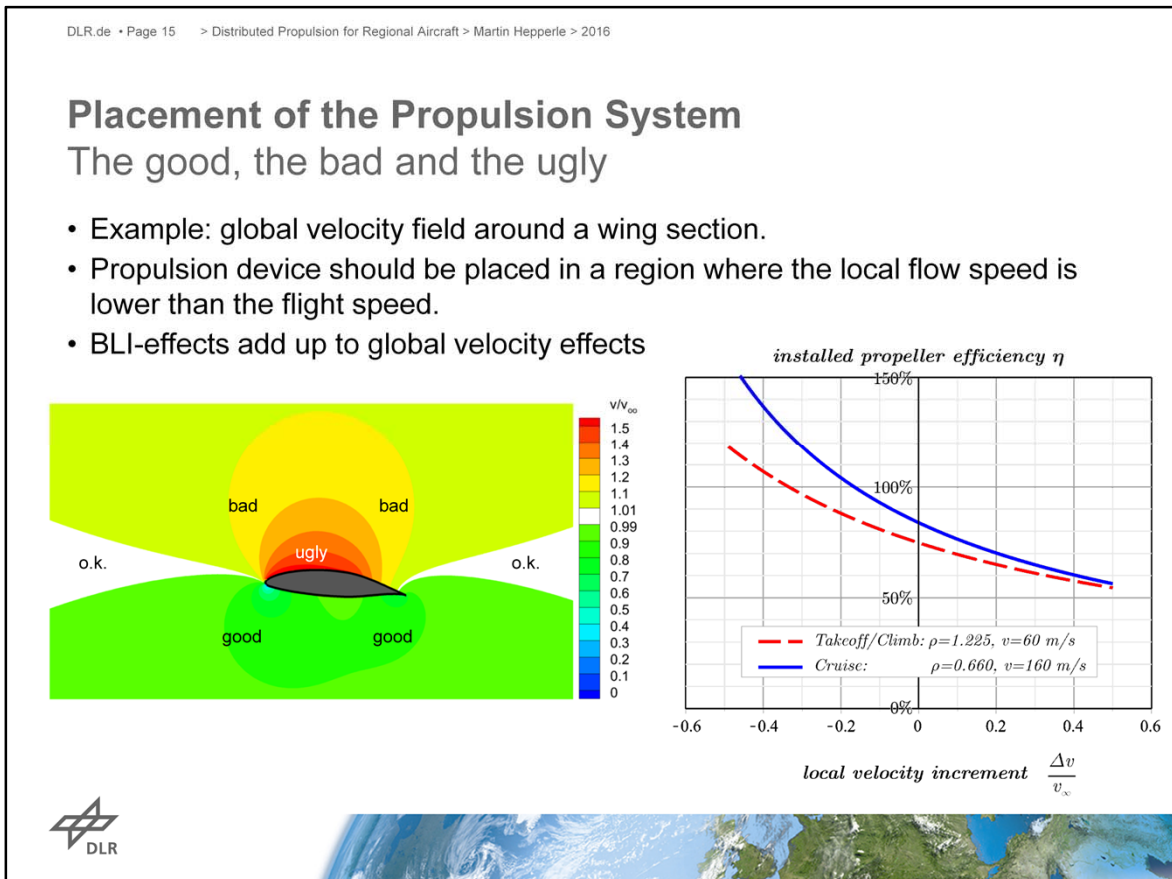 DLR.de • Page 15 > Distributed Propulsion for Regional Aircraft > Martin Hepperle > 2016
Placement of the Propulsion System
The good, the bad and the ugly
• Example: global velocity field around a wing section.
• Propulsion device should be placed in a region where the local flow speed is
lower than the flight speed.
• BLI-effects add up to global velocity effects
v/v∞
1.5
1.4
1.3
1.2
1.1
1.01
0.99
0.9
0.8
0.7
0.6
0.5
0.4
0.3
0.2
0.1
0
bad bad
ugly
o.k. o.k.
good good
installed propeller efficiency η
150%
100%
50%
0%
Takeoff/Climb: ρ=1.225, v=60 m/s
Cruise: ρ=0.660, v=160 m/s
-0.6 -0.4 -0.2 0 0.2 0.4 0.6
local velocity increment Δv/v∞
DLR